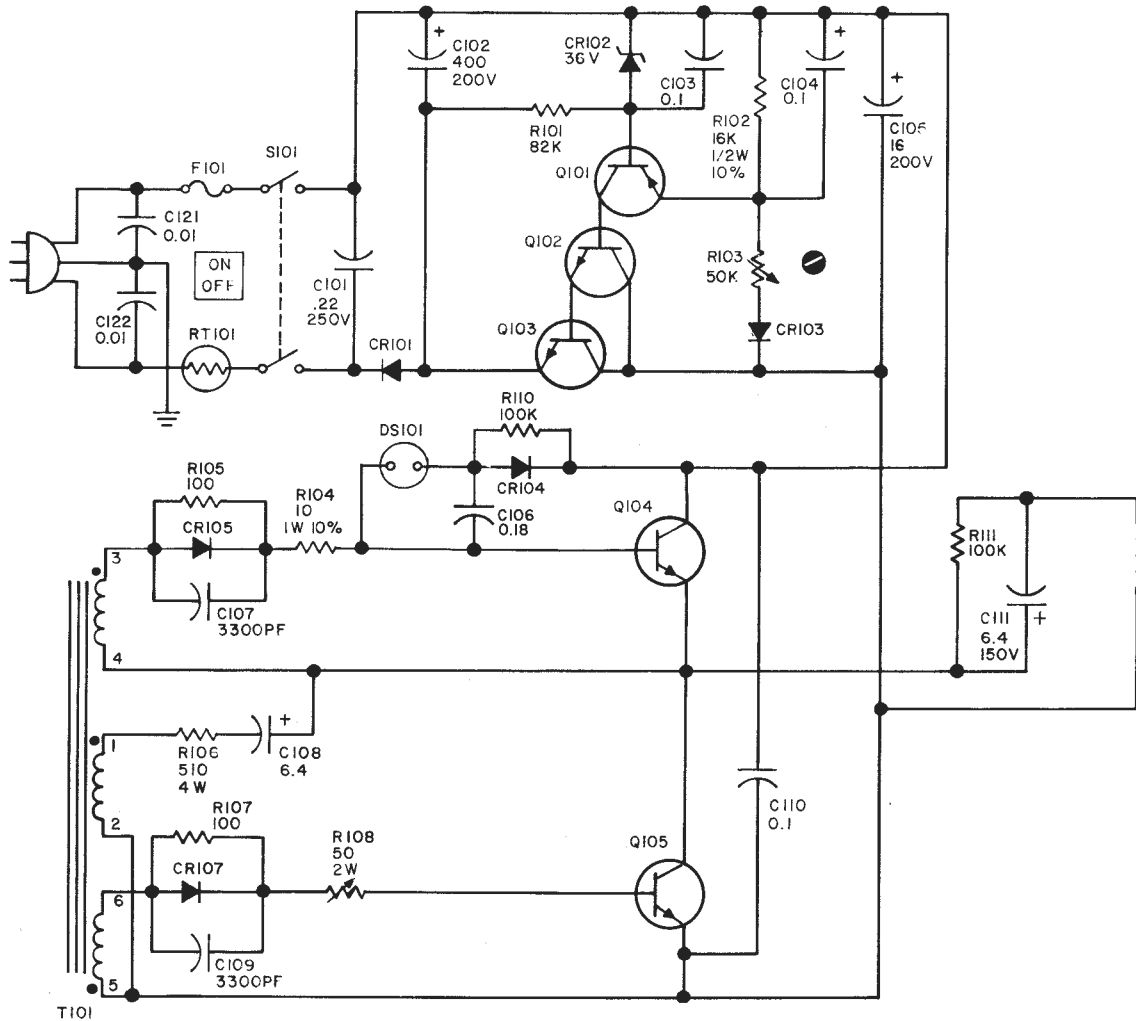 +
C102
400
200V
CR102
36V
C103
0.1
R101
82K
+
C104
0.1
R102
16K
1/2W
10%
+
C105
16
200V
F101
S101
Q101
C121
0.01
ON
OFF
C101
.22
250V
Q102
R103
50K
C122
0.01
RT101
CR101
Q103
CR103
R110
100K
DS101
R105
100
R104
10
1W 10%
CR104
C106
0.18
Q104
CR105
3
C107
3300PF
R111
100K
C111
6.4
150V
+
4
1
R106
510
4W
+
C108
6.4
C110
0.1
2
R107
100
R108
50
2W
Q105
CR107
6
C109
3300PF
5
T101